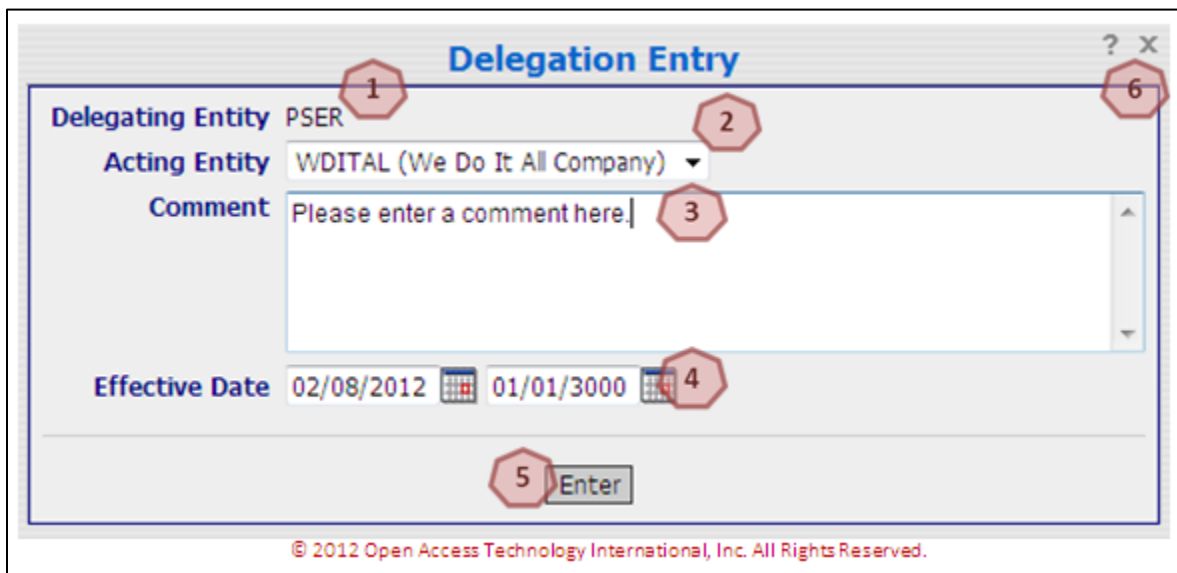 Delegation Entry
? X
1
6
Delegating Entity PSER
2
Acting Entity WDITAL (We Do It All Company)
Comment Please enter a comment here. 3
Effective Date 02/08/2012 01/01/3000 4
5 Enter
© 2012 Open Access Technology International, Inc. All Rights Reserved.